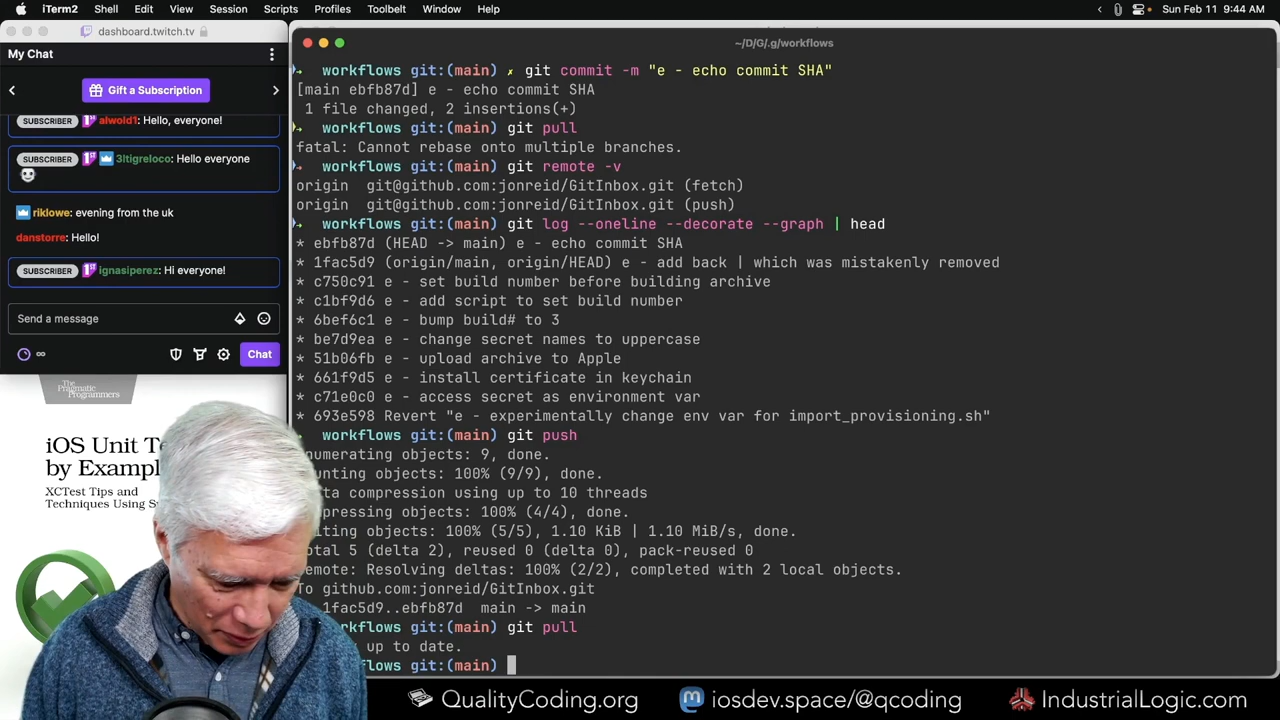 iTerm2 Shell Edit View Session Scripts Profiles Toolbelt Window Help Sun Feb 11 9:44 AM
dashboard.twitch.tv
My Chat
Gift a Subscription
SUBSCRIBER alwold1: Hello, everyone!
SUBSCRIBER 3ltigreloco: Hello everyone
riklowe: evening from the uk
danstorre: Hello!
SUBSCRIBER ignasiperez: Hi everyone!
Send a message
Chat
~/D/G/.g/workflows
workflows git:(main) ✗ git commit -m "e - echo commit SHA"
[main ebfb87d] e - echo commit SHA
1 file changed, 2 insertions(+)
workflows git:(main) git pull
fatal: Cannot rebase onto multiple branches.
workflows git:(main) git remote -v
origin git@github.com:jonreid/GitInbox.git (fetch)
origin git@github.com:jonreid/GitInbox.git (push)
workflows git:(main) git log --oneline --decorate --graph | head
* ebfb87d (HEAD -> main) e - echo commit SHA
* 1fac5d9 (origin/main, origin/HEAD) e - add back | which was mistakenly removed
* c750c91 e - set build number before building archive
* c1bf9d6 e - add script to set build number
* 6bef6c1 e - bump build# to 3
* be7d9ea e - change secret names to uppercase
* 51b06fb e - upload archive to Apple
* 661f9d5 e - install certificate in keychain
* c71e0c0 e - access secret as environment var
* 693e598 Revert "e - experimentally change env var for import_provisioning.sh"
workflows git:(main) git push
numerating objects: 9, done.
unting objects: 100% (9/9), done.
ta compression using up to 10 threads
pressing objects: 100% (4/4), done.
iting objects: 100% (5/5), 1.10 KiB | 1.10 MiB/s, done.
otal 5 (delta 2), reused 0 (delta 0), pack-reused 0
emote: Resolving deltas: 100% (2/2), completed with 2 local objects.
To github.com:jonreid/GitInbox.git
1fac5d9..ebfb87d main -> main
workflows git:(main) git pull
up to date.
flows git:(main)
The
Pragmatic
Programmers
iOS Unit Te
by Example
XCTest Tips and
Techniques Using Sw
QualityCoding.org iosdev.space/@qcoding IndustrialLogic.com